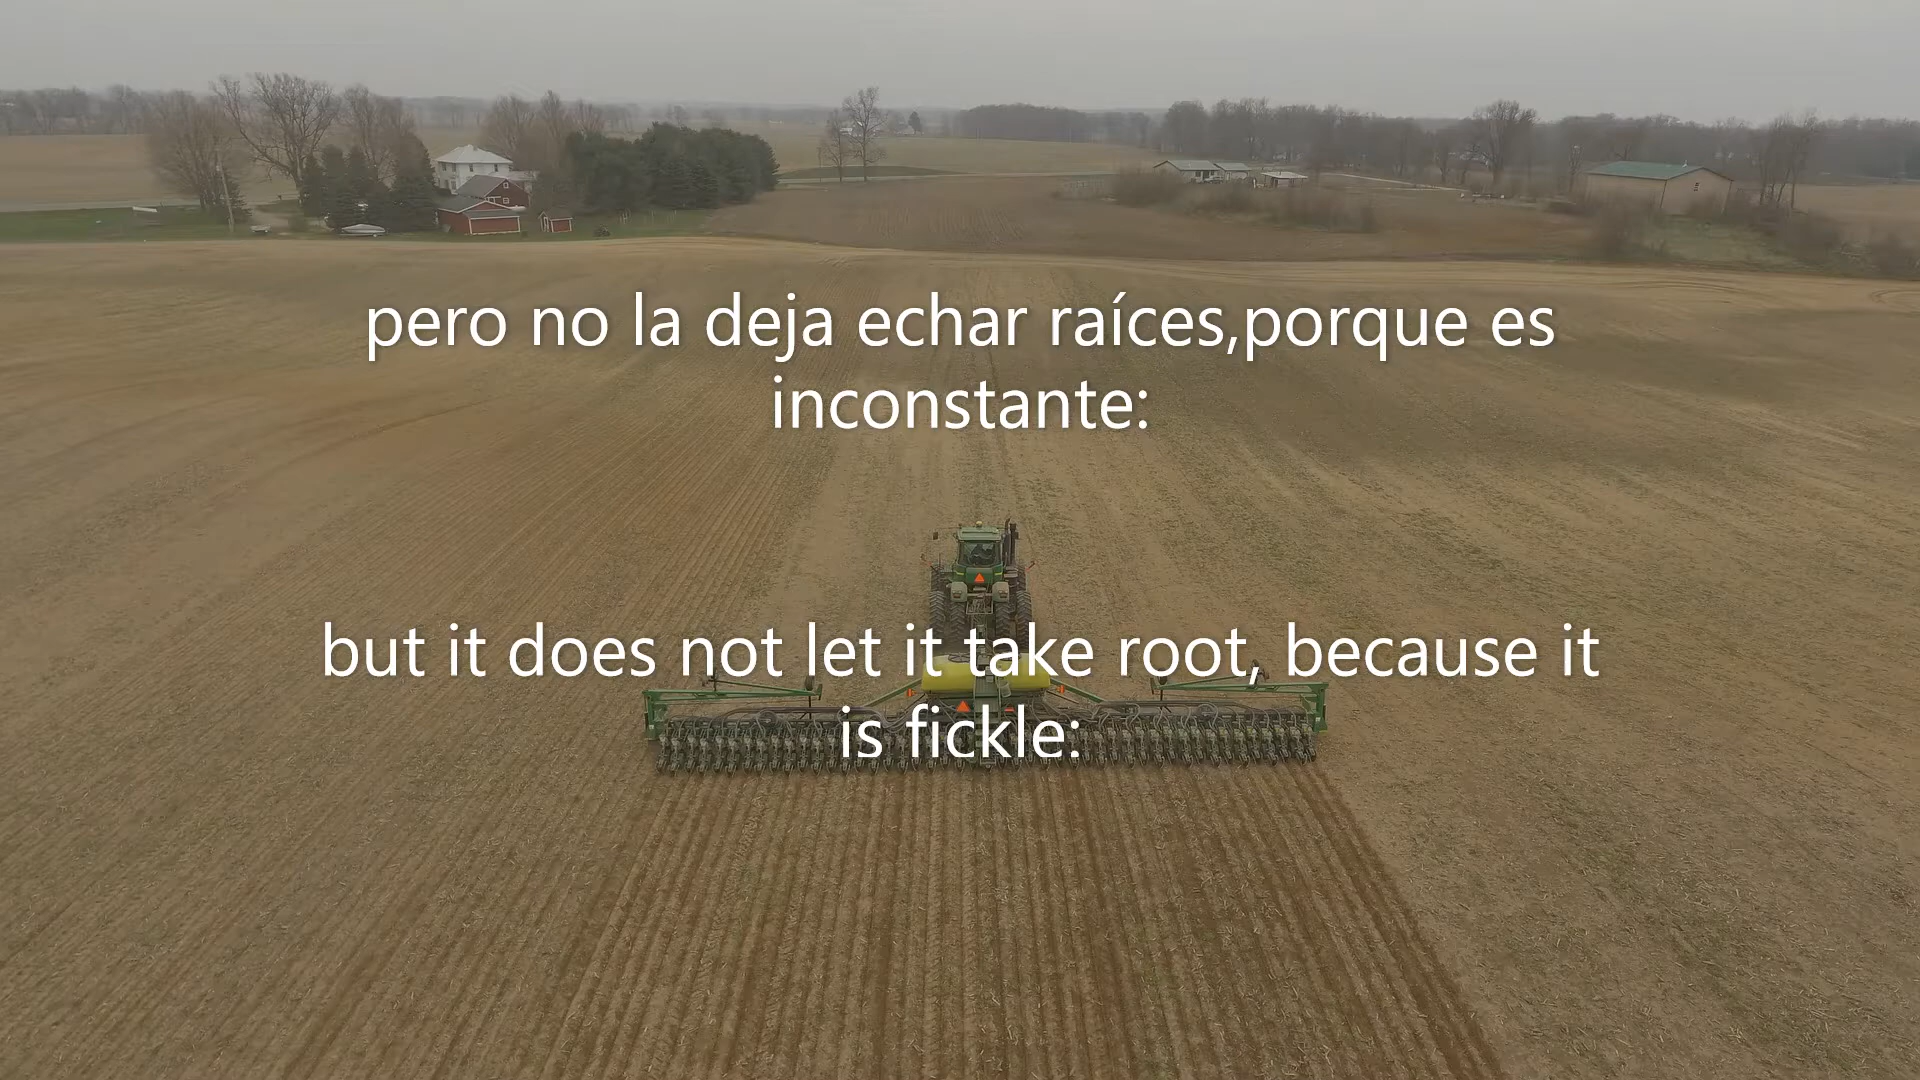 pero no la deja echar raíces,porque es
inconstante:
but it does not let it take root, because it
is fickle: